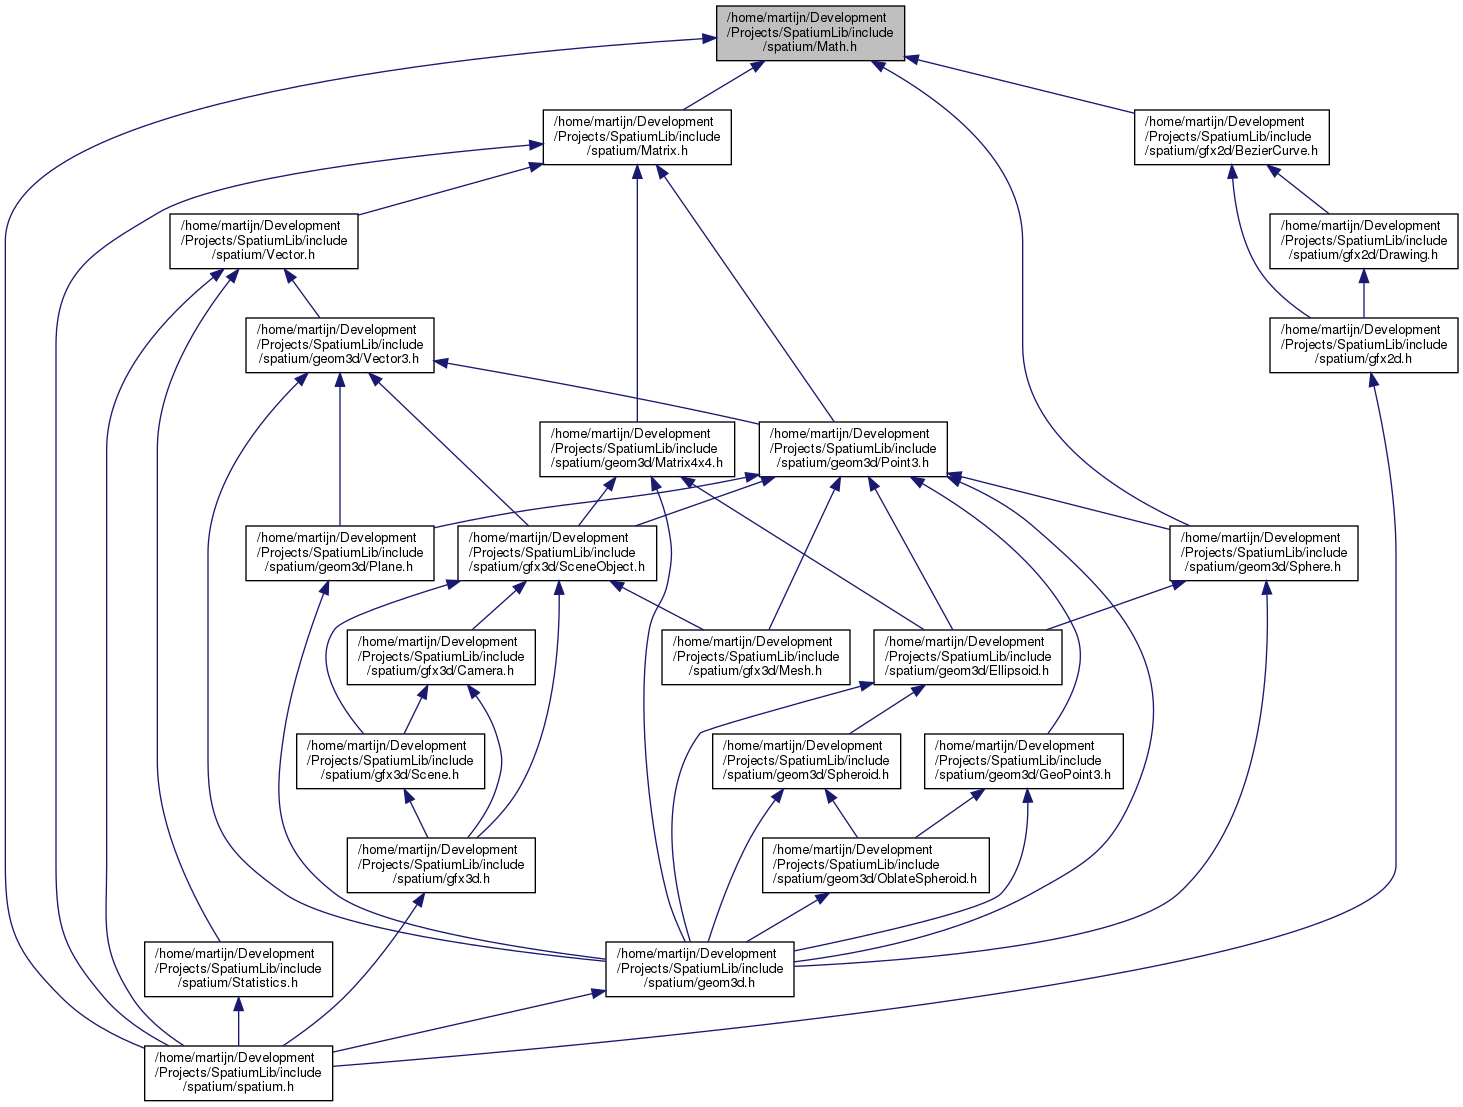 /home/martijn/Development
/Projects/SpatiumLib/include
/spatium/Math.h
/home/martijn/Development
/Projects/SpatiumLib/include
/spatium/Matrix.h
/home/martijn/Development
/Projects/SpatiumLib/include
/spatium/gfx2d/BezierCurve.h
/home/martijn/Development
/Projects/SpatiumLib/include
/spatium/Vector.h
/home/martijn/Development
/Projects/SpatiumLib/include
/spatium/gfx2d/Drawing.h
/home/martijn/Development
/Projects/SpatiumLib/include
/spatium/geom3d/Vector3.h
/home/martijn/Development
/Projects/SpatiumLib/include
/spatium/gfx2d.h
/home/martijn/Development
/Projects/SpatiumLib/include
/spatium/geom3d/Matrix4x4.h
/home/martijn/Development
/Projects/SpatiumLib/include
/spatium/geom3d/Point3.h
/home/martijn/Development
/Projects/SpatiumLib/include
/spatium/geom3d/Plane.h
/home/martijn/Development
/Projects/SpatiumLib/include
/spatium/gfx3d/SceneObject.h
/home/martijn/Development
/Projects/SpatiumLib/include
/spatium/geom3d/Sphere.h
/home/martijn/Development
/Projects/SpatiumLib/include
/spatium/gfx3d/Camera.h
/home/martijn/Development
/Projects/SpatiumLib/include
/spatium/gfx3d/Mesh.h
/home/martijn/Development
/Projects/SpatiumLib/include
/spatium/geom3d/Ellipsoid.h
/home/martijn/Development
/Projects/SpatiumLib/include
/spatium/gfx3d/Scene.h
/home/martijn/Development
/Projects/SpatiumLib/include
/spatium/geom3d/Spheroid.h
/home/martijn/Development
/Projects/SpatiumLib/include
/spatium/geom3d/GeoPoint3.h
/home/martijn/Development
/Projects/SpatiumLib/include
/spatium/gfx3d.h
/home/martijn/Development
/Projects/SpatiumLib/include
/spatium/geom3d/OblateSpheroid.h
/home/martijn/Development
/Projects/SpatiumLib/include
/spatium/Statistics.h
/home/martijn/Development
/Projects/SpatiumLib/include
/spatium/geom3d.h
/home/martijn/Development
/Projects/SpatiumLib/include
/spatium/spatium.h